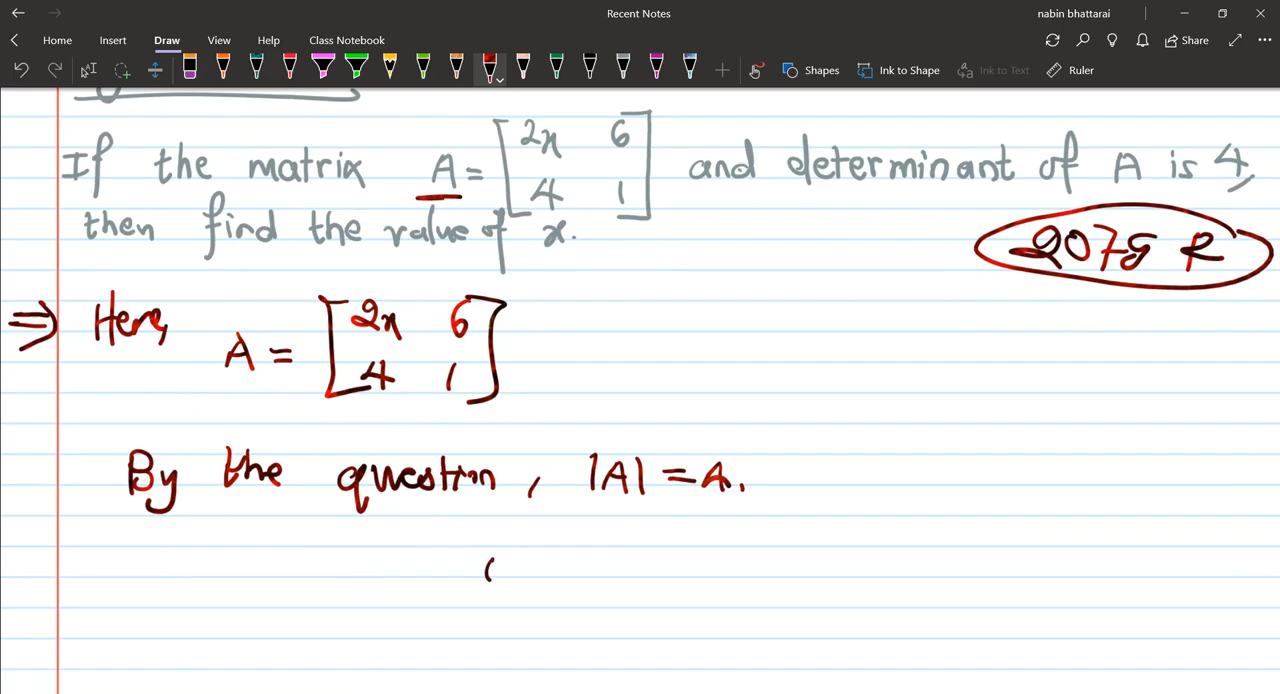 Recent Notes
nabin bhattarai
Home Insert Draw View Help Class Notebook
Share
Shapes Ink to Shape Ink to Text Ruler
If the matrix A = [2x 6
4 1] and determinant of A is 4,
then find the value of x.
2075 R
⇒ Here, A = [2x 6
4 1]
By the question, |A| = 4.
(